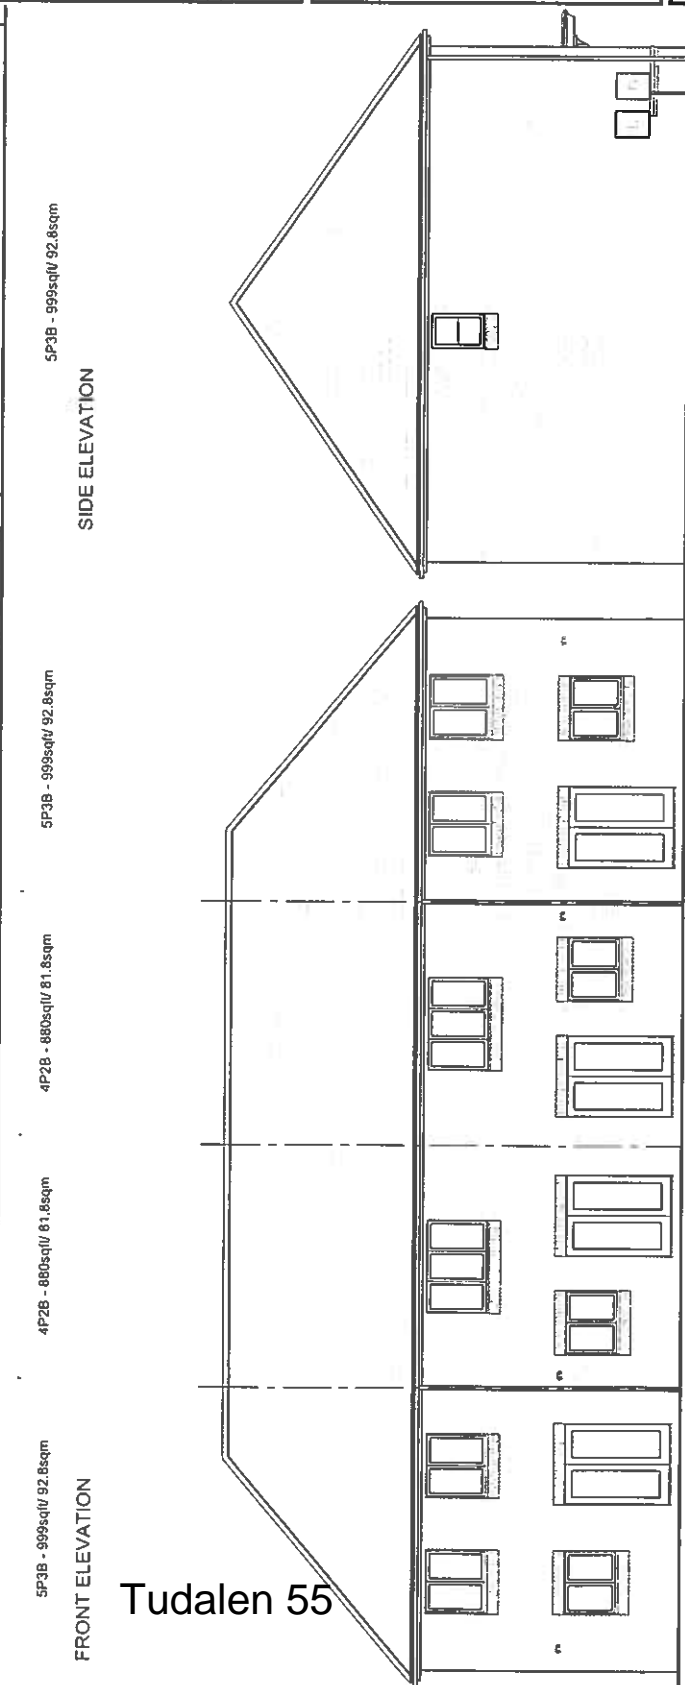 5P3B - 999sqft/ 92.8sqm
4P2B - 880sqft/ 81.8sqm
4P2B - 880sqft/ 81.8sqm
5P3B - 999sqft/ 92.8sqm
5P3B - 999sqft/ 92.8sqm
FRONT ELEVATION
SIDE ELEVATION
Tudalen 55